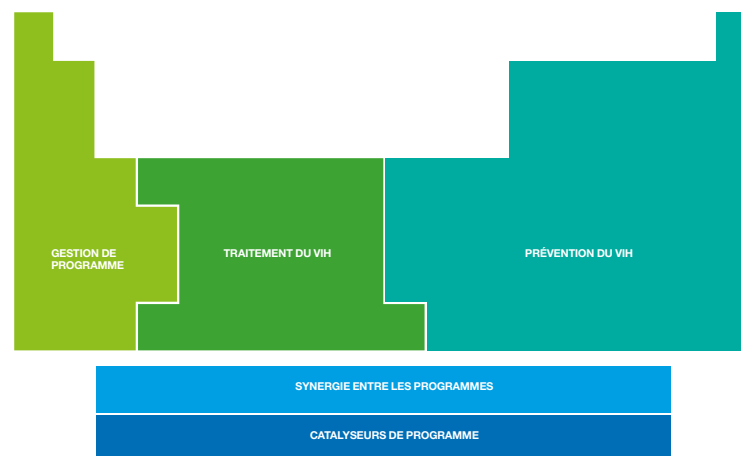 GESTION DE
PROGRAMME
TRAITEMENT DU VIH
PRÉVENTION DU VIH
SYNERGIE ENTRE LES PROGRAMMES
CATALYSEURS DE PROGRAMME